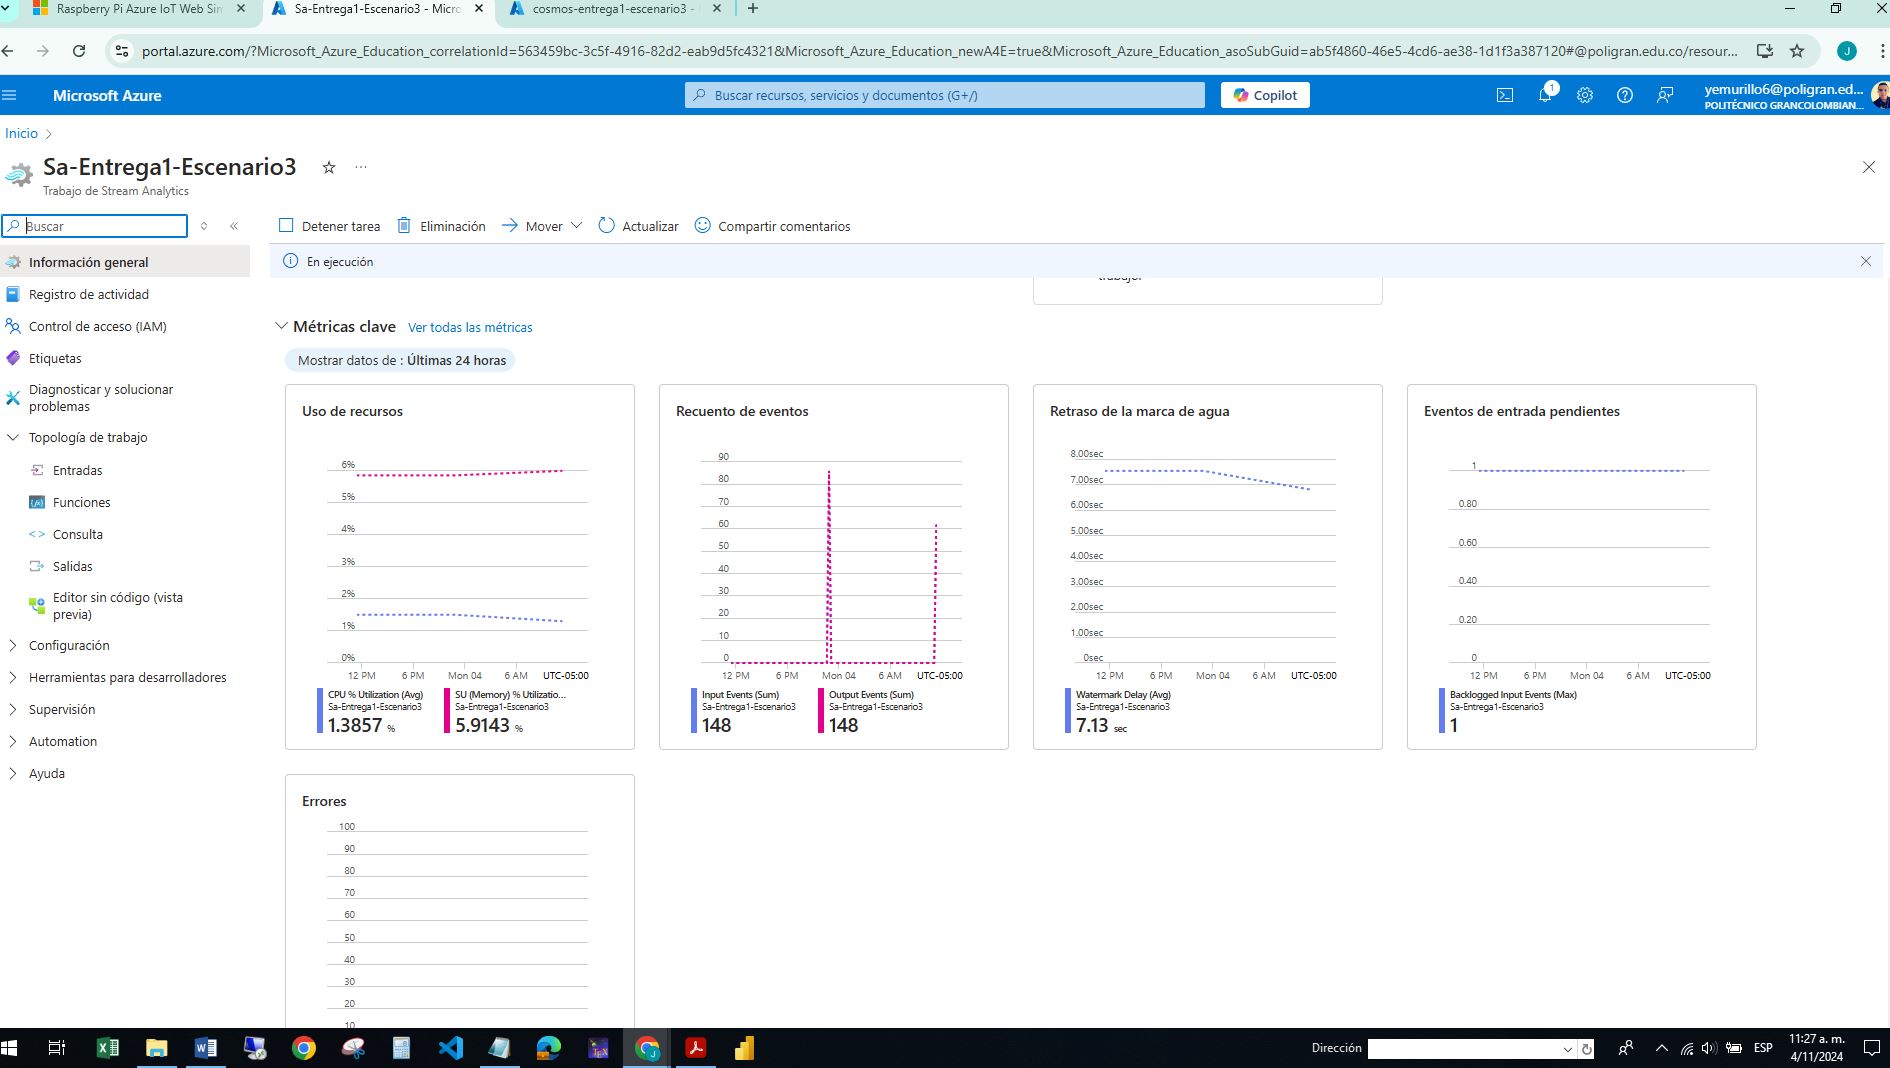 Raspberry Pi Azure IoT Web Sim
Sa-Entrega1-Escenario3 - Micro
cosmos-entrega1-escenario3 -
portal.azure.com/?Microsoft_Azure_Education_correlationId=563459bc-3c5f-4916-82d2-eab9d5fc4321&Microsoft_Azure_Education_newA4E=true&Microsoft_Azure_Education_asoSubGuid=ab5f4860-46e5-4cd6-ae38-1d1f3a387120#@poligran.edu.co/resour...
J
Microsoft Azure
Buscar recursos, servicios y documentos (G+/)
Copilot
1
yemurillo6@poligran.ed...
POLITÉCNICO GRANCOLOMBIAN...
Inicio
Sa-Entrega1-Escenario3
...
Trabajo de Stream Analytics
Buscar
Detener tarea
Eliminación
Mover
Actualizar
Compartir comentarios
En ejecución
Información general
Registro de actividad
Control de acceso (IAM)
Etiquetas
Diagnosticar y solucionar
problemas
Topología de trabajo
Entradas
Funciones
Consulta
Salidas
Editor sin código (vista
previa)
Configuración
Herramientas para desarrolladores
Supervisión
Automation
Ayuda
Métricas clave
Ver todas las métricas
Mostrar datos de : Últimas 24 horas
Uso de recursos
6%
5%
4%
3%
2%
1%
0%
12 PM 6 PM Mon 04 6 AM UTC-05:00
CPU % Utilization (Avg)
Sa-Entrega1-Escenario3
1.3857 %
SU (Memory) % Utilizatio...
Sa-Entrega1-Escenario3
5.9143 %
Recuento de eventos
90
80
70
60
50
40
30
20
10
0
12 PM 6 PM Mon 04 6 AM UTC-05:00
Input Events (Sum)
Sa-Entrega1-Escenario3
148
Output Events (Sum)
Sa-Entrega1-Escenario3
148
Retraso de la marca de agua
8.00sec
7.00sec
6.00sec
5.00sec
4.00sec
3.00sec
2.00sec
1.00sec
0sec
12 PM 6 PM Mon 04 6 AM UTC-05:00
Watermark Delay (Avg)
Sa-Entrega1-Escenario3
7.13 sec
Eventos de entrada pendientes
1
0.80
0.60
0.40
0.20
0
12 PM 6 PM Mon 04 6 AM UTC-05:00
Backlogged Input Events (Max)
Sa-Entrega1-Escenario3
1
Errores
100
90
80
70
60
50
40
30
20
10
Dirección
ESP
11:27 a. m.
4/11/2024